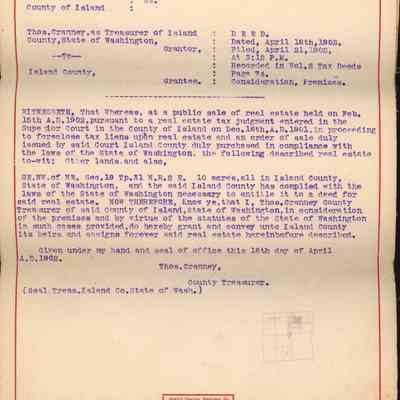 : ss.
County of Island :
Thos.Cranney,as Treasurer of Island : D E E D.
County,State of Washington, : Dated, April 18th,1902.
Grantor, : Filed, April 21,1902,
--To-- : At 3:15 P.M.
: Recorded in Vol.2 Tax Deeds
Island County, : Page 74.
Grantee. : Consideration, Premises.
WITNESSETH, That Whereas, at a public sale of real estate held on Feb.
15th A.D.1902,pursuant to a real estate tax judgment entered in the
Superior Court in the County of Island on Dec.16th,A.D.1901,in proceeding
to foreclose tax liens upon real estate and an order of sale duly
issued by said Court Island County duly purchased in compliance with
the laws of the State of Washington, the following described real estate
to-wit: Other lands,and also,
SE,NW,of NE, Sec,19 Tp.31 N,R.2 E. 10 acres,all in Island County,
State of Washington, and the said Island County has complied with the
laws of the State of Washington necessary to entitle it to a deed for
said real estate. NOW THEREFORE, Know ye,that I, Thos,Cranney County
Treasurer of said County of Island,State of Washington,in consideration
of the premises and by virtue of the statutes of the State of Washington
in such cases provided,do hereby grant and convey unto Island County
its heirs and assigns forever said real estate hereinbefore described.
Given under my hand and seal of office this 18th day of April
A.D.1902.
Thos.Cranney,
County Treasurer.
(Seal.Treas.Island Co.State of Wash.)